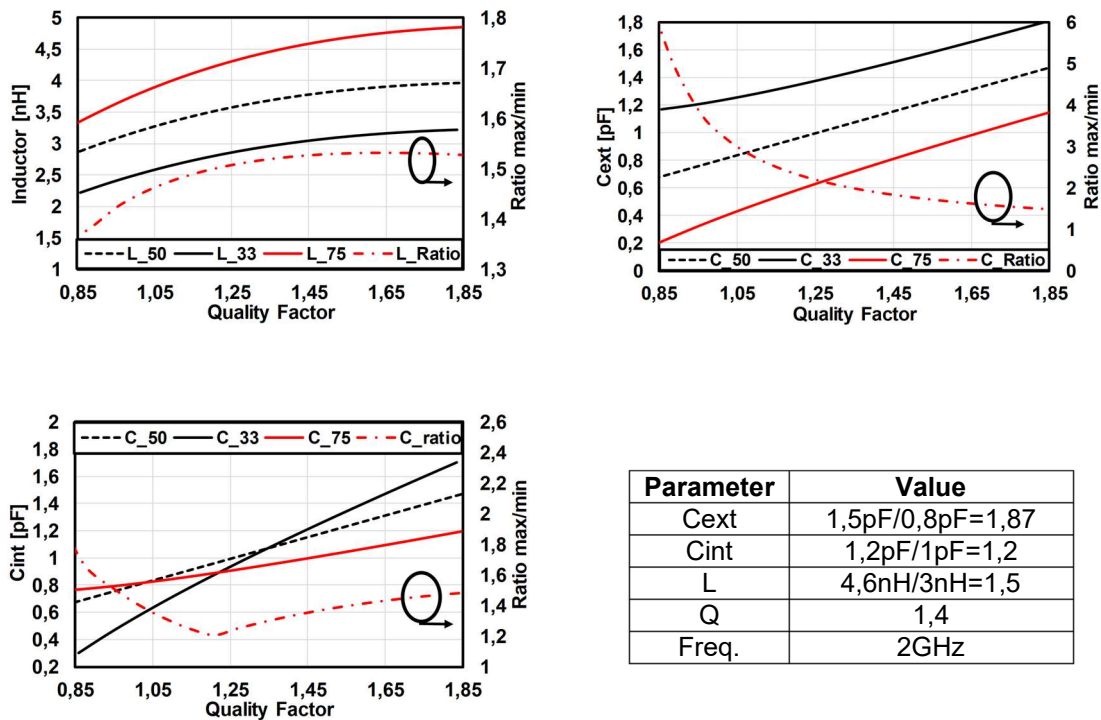 5
4,5
4
3,5
3
2,5
2
1,5
1
Inductor [nH]
1,8
1,7
1,6
1,5
1,4
1,3
Ratio max/min
L_50 L_33 L_75 L_Ratio
0,85 1,05 1,25 1,45 1,65 1,85
Quality Factor
1,8
1,6
1,4
1,2
1
0,8
0,6
0,4
0,2
0
Cext [pF]
6
5
4
3
2
1
0
Ratio max/min
C_50 C_33 C_75 C_Ratio
0,85 1,05 1,25 1,45 1,65 1,85
Quality Factor
2
1,8
1,6
1,4
1,2
1
0,8
0,6
0,4
0,2
Cint [pF]
2,6
2,4
2,2
2
1,8
1,6
1,4
1,2
1
Ratio max/min
C_50 C_33 C_75 C_ratio
0,85 1,05 1,25 1,45 1,65 1,85
Quality Factor
Parameter Value
Cext 1,5pF/0,8pF=1,87
Cint 1,2pF/1pF=1,2
L 4,6nH/3nH=1,5
Q 1,4
Freq. 2GHz